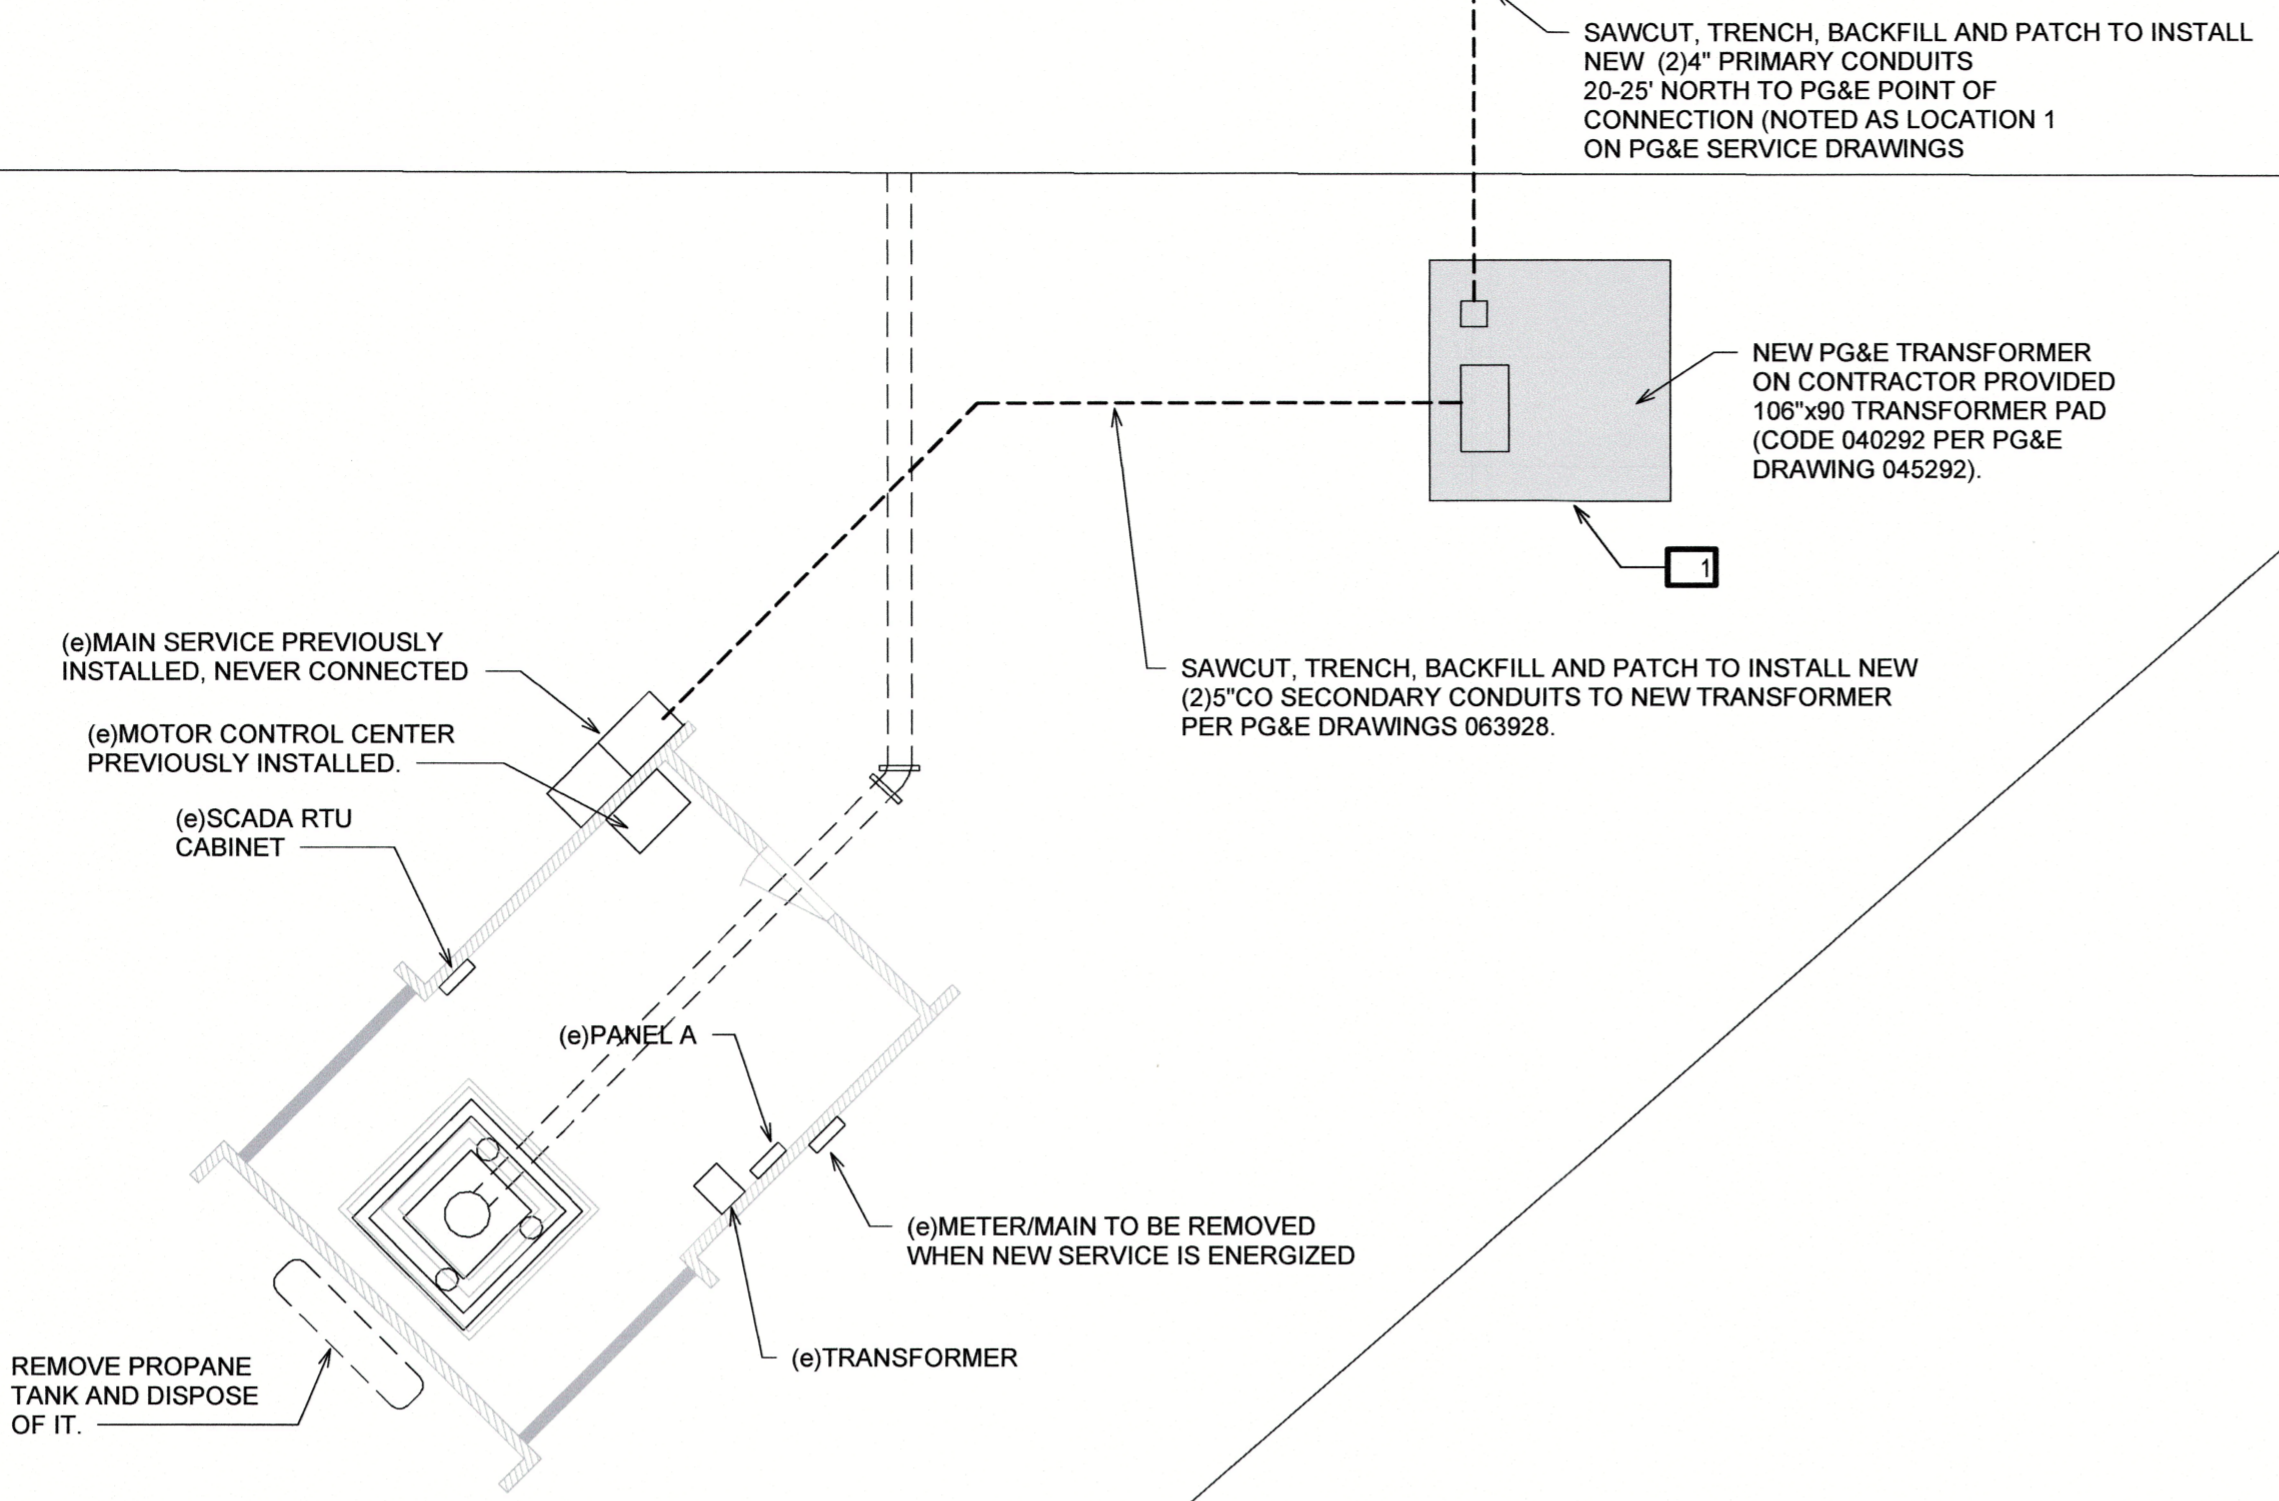 SAWCUT, TRENCH, BACKFILL AND PATCH TO INSTALL
NEW (2)4" PRIMARY CONDUITS
20-25' NORTH TO PG&E POINT OF
CONNECTION (NOTED AS LOCATION 1
ON PG&E SERVICE DRAWINGS
NEW PG&E TRANSFORMER
ON CONTRACTOR PROVIDED
106"x90 TRANSFORMER PAD
(CODE 040292 PER PG&E
DRAWING 045292).
1
(e)MAIN SERVICE PREVIOUSLY
INSTALLED, NEVER CONNECTED
SAWCUT, TRENCH, BACKFILL AND PATCH TO INSTALL NEW
(2)5"CO SECONDARY CONDUITS TO NEW TRANSFORMER
PER PG&E DRAWINGS 063928.
(e)MOTOR CONTROL CENTER
PREVIOUSLY INSTALLED.
(e)SCADA RTU
CABINET
(e)PANEL A
(e)METER/MAIN TO BE REMOVED
WHEN NEW SERVICE IS ENERGIZED
(e)TRANSFORMER
REMOVE PROPANE
TANK AND DISPOSE
OF IT.